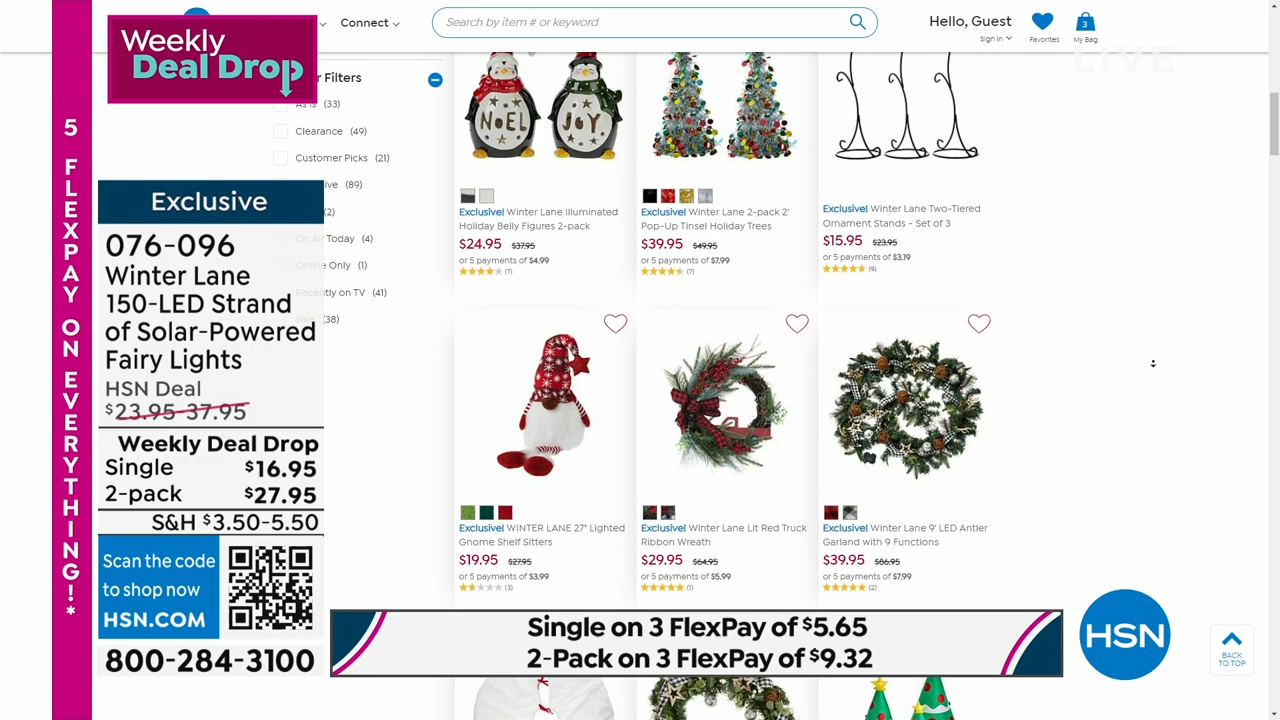 Weekly
Deal Drop
Connect
Search by item # or keyword
Hello, Guest
Sign In
Favorites
3
My Bag
LIVE
5 FLEXPAY ON EVERYTHING!*
Filters
As Is (33)
Clearance (49)
Customer Picks (21)
(89)
(2)
On Air Today (4)
Online Only (1)
Recently on TV (41)
(38)
Exclusive
076-096
Winter Lane
150-LED Strand
of Solar-Powered
Fairy Lights
HSN Deal
$23.95-37.95
Weekly Deal Drop
Single $16.95
2-pack $27.95
S&H $3.50-5.50
Scan the code
to shop now
HSN.COM
800-284-3100
NOEL
JOY
Exclusive! Winter Lane Illuminated
Holiday Belly Figures 2-pack
$24.95 $37.95
or 5 payments of $4.99
(7)
Exclusive! Winter Lane 2-pack 2'
Pop-Up Tinsel Holiday Trees
$39.95 $49.95
or 5 payments of $7.99
(7)
Exclusive! Winter Lane Two-Tiered
Ornament Stands - Set of 3
$15.95 $23.95
or 5 payments of $3.19
(9)
Exclusive! WINTER LANE 27" Lighted
Gnome Shelf Sitters
$19.95 $27.95
or 5 payments of $3.99
(3)
Exclusive! Winter Lane Lit Red Truck
Ribbon Wreath
$29.95 $64.95
or 5 payments of $5.99
(1)
Exclusive! Winter Lane 9' LED Antler
Garland with 9 Functions
$39.95 $86.95
or 5 payments of $7.99
(2)
Single on 3 FlexPay of $5.65
2-Pack on 3 FlexPay of $9.32
HSN
BACK
TO TOP